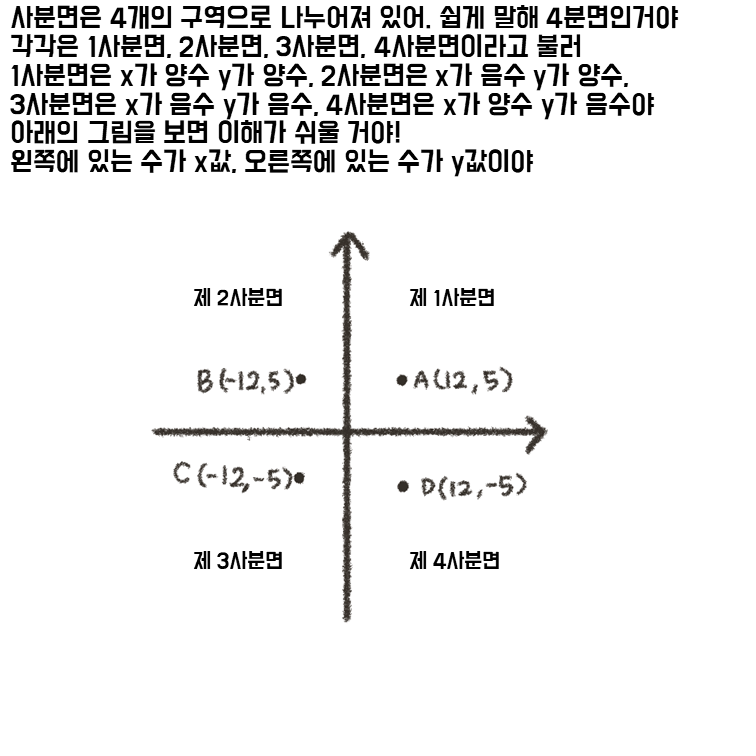 사분면은 4개의 구역으로 나누어져 있어. 쉽게 말해 4분면인거야
각각은 1사분면, 2사분면, 3사분면, 4사분면이라고 불러
1사분면은 x가 양수 y가 양수, 2사분면은 x가 음수 y가 양수,
3사분면은 x가 음수 y가 음수, 4사분면은 x가 양수 y가 음수야
아래의 그림을 보면 이해가 쉬울 거야!
왼쪽에 있는 수가 x값, 오른쪽에 있는 수가 y값이야
제 2사분면
제 1사분면
B(-12,5)
A(12,5)
C(-12,-5)
D(12,-5)
제 3사분면
제 4사분면